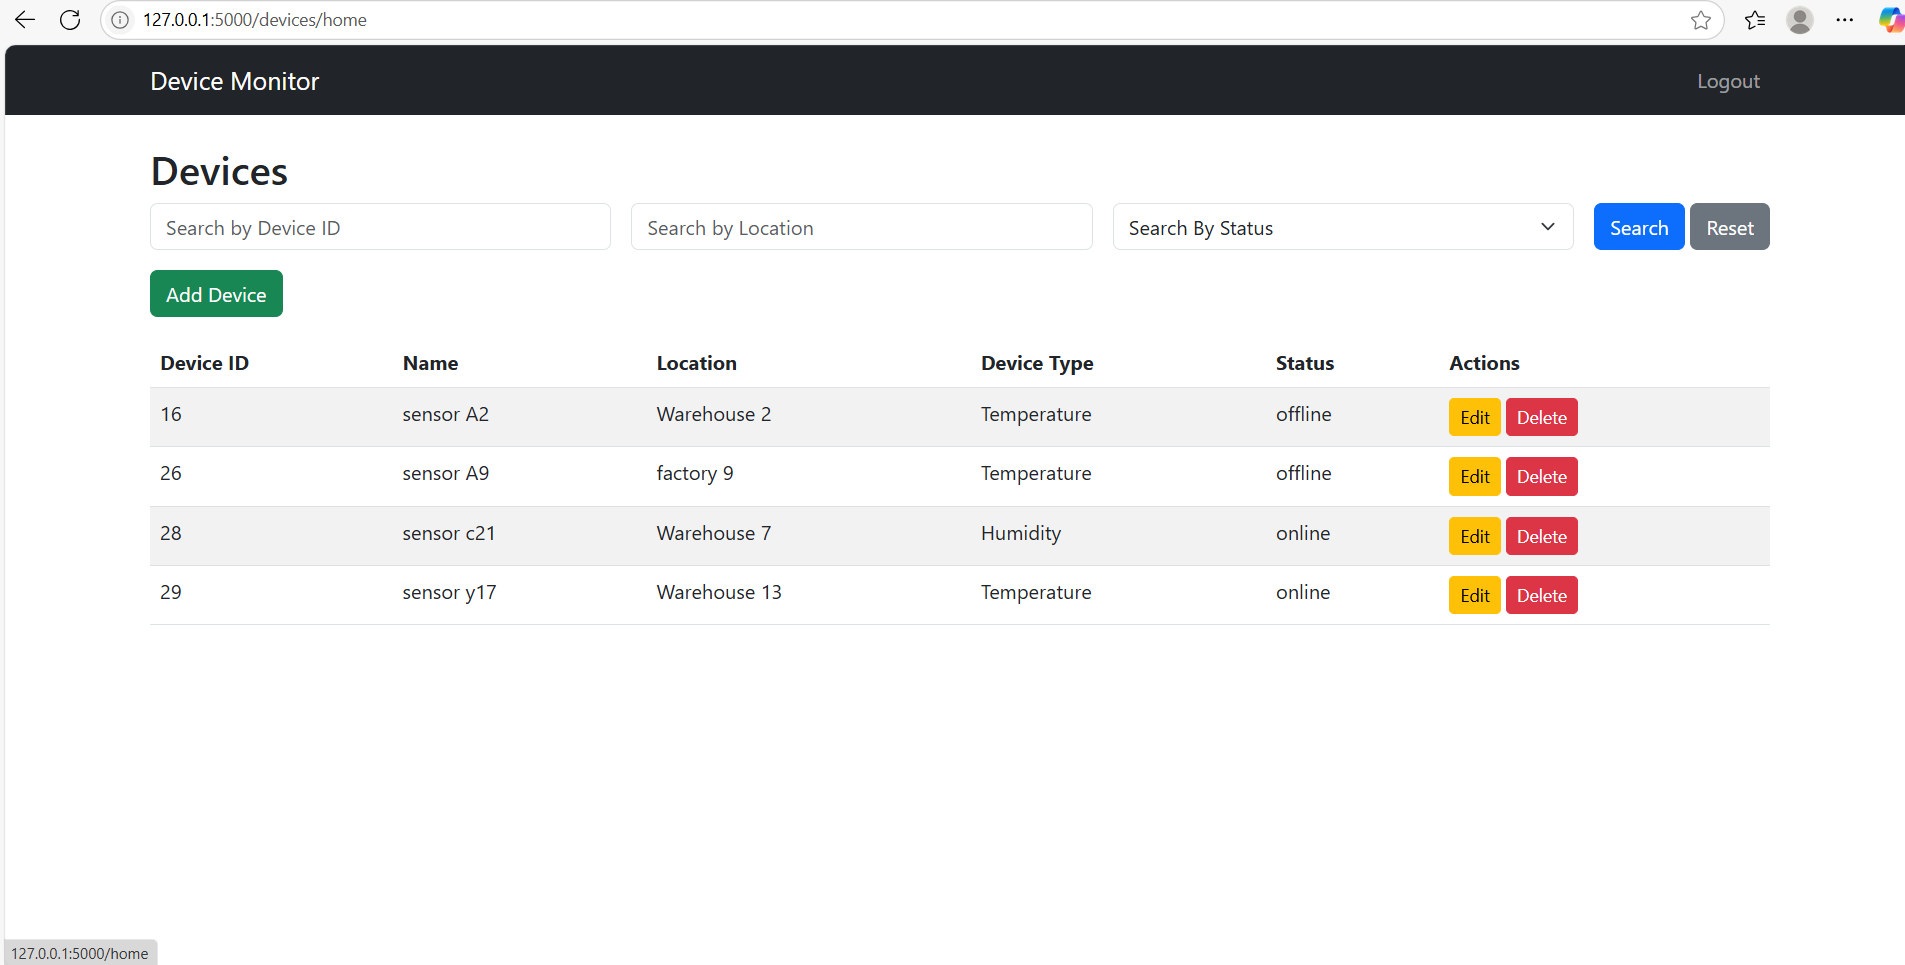 127.0.0.1:5000/devices/home
Device Monitor Logout
Devices
Search by Device ID Search by Location Search By Status Search Reset
Add Device
Device ID Name Location Device Type Status Actions
16 sensor A2 Warehouse 2 Temperature offline Edit Delete
26 sensor A9 factory 9 Temperature offline Edit Delete
28 sensor c21 Warehouse 7 Humidity online Edit Delete
29 sensor y17 Warehouse 13 Temperature online Edit Delete
127.0.0.1:5000/home